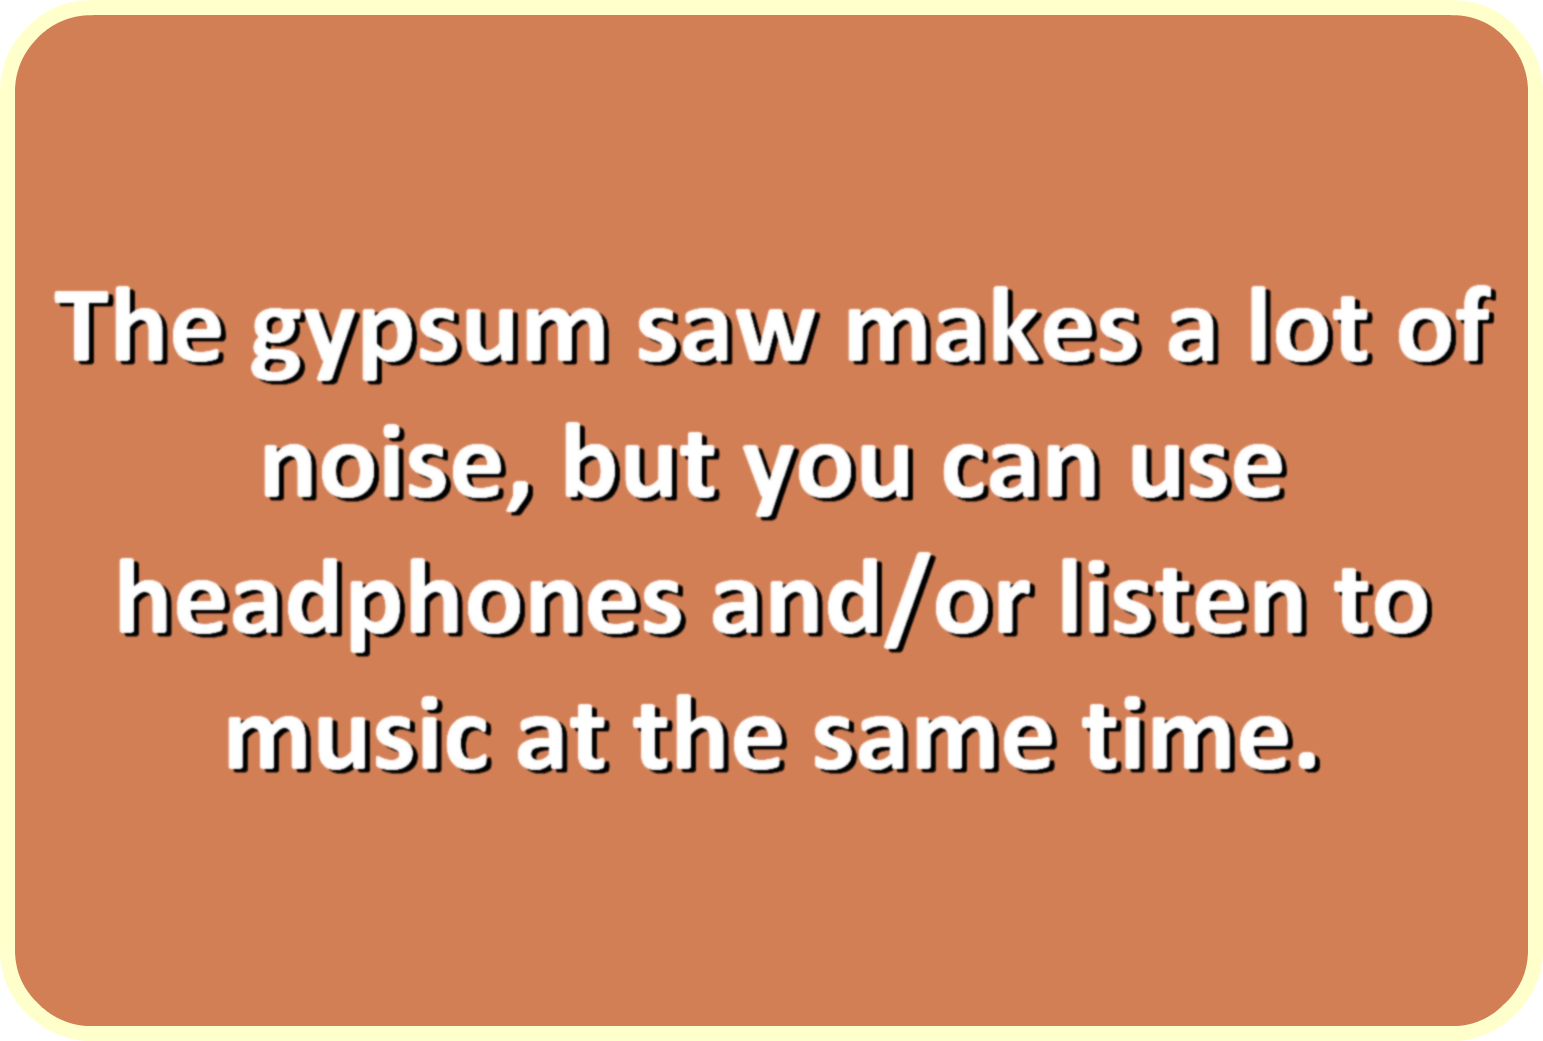 The gypsum saw makes a lot of
noise, but you can use
headphones and/or listen to
music at the same time.